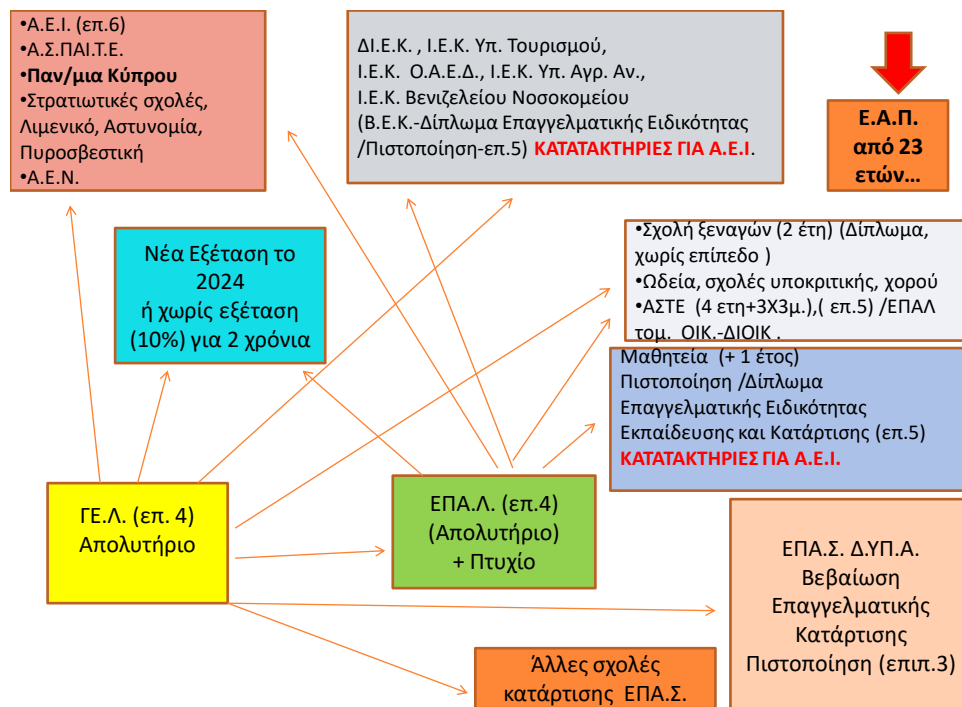 •Α.Ε.Ι. (επ.6)
•Α.Σ.ΠΑΙ.Τ.Ε.
•Παν/μια Κύπρου
•Στρατιωτικές σχολές,
Λιμενικό, Αστυνομία,
Πυροσβεστική
•Α.Ε.Ν.
ΔΙ.Ε.Κ. , Ι.Ε.Κ. Υπ. Τουρισμού,
Ι.Ε.Κ. Ο.Α.Ε.Δ., Ι.Ε.Κ. Υπ. Αγρ. Αν.,
Ι.Ε.Κ. Βενιζελείου Νοσοκομείου
(Β.Ε.Κ.-Δίπλωμα Επαγγελματικής Ειδικότητας
/Πιστοποίηση-επ.5) ΚΑΤΑΤΑΚΤΗΡΙΕΣ ΓΙΑ Α.Ε.Ι.
Ε.Α.Π.
από 23
ετών...
Νέα Εξέταση το
2024
ή χωρίς εξέταση
(10%) για 2 χρόνια
•Σχολή ξεναγών (2 έτη) (Δίπλωμα,
χωρίς επίπεδο )
•Ωδεία, σχολές υποκριτικής, χορού
•ΑΣΤΕ (4 ετη+3Χ3μ.),( επ.5) /ΕΠΑΛ
τομ. ΟΙΚ.-ΔΙΟΙΚ .
Μαθητεία (+ 1 έτος)
Πιστοποίηση /Δίπλωμα
Επαγγελματικής Ειδικότητας
Εκπαίδευσης και Κατάρτισης (επ.5)
ΚΑΤΑΤΑΚΤΗΡΙΕΣ ΓΙΑ Α.Ε.Ι.
ΓΕ.Λ. (επ. 4)
Απολυτήριο
ΕΠΑ.Λ. (επ.4)
(Απολυτήριο)
+ Πτυχίο
ΕΠΑ.Σ. Δ.ΥΠ.Α.
Βεβαίωση
Επαγγελματικής
Κατάρτισης
Πιστοποίηση (επιπ.3)
Άλλες σχολές
κατάρτισης ΕΠΑ.Σ.